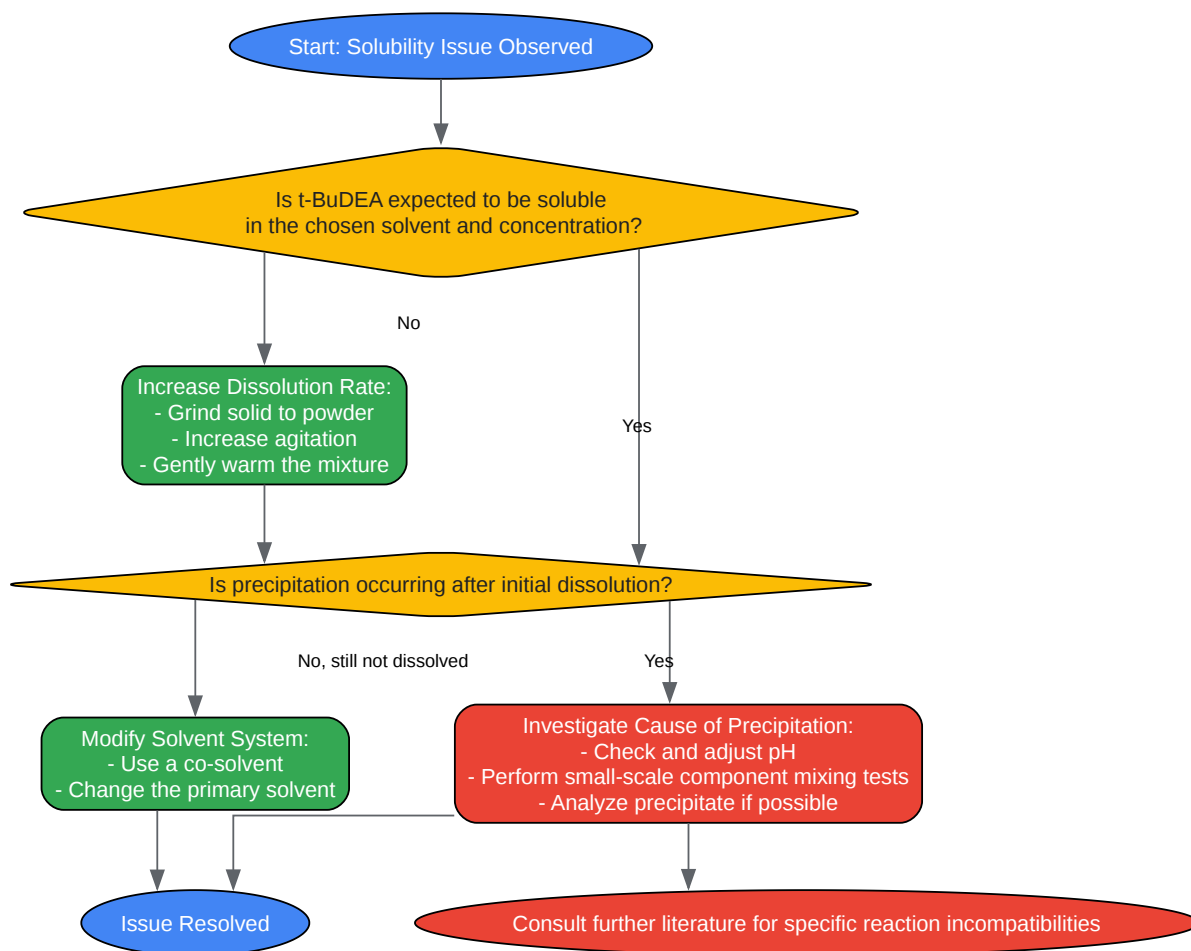 Start: Solubility Issue Observed
Is t-BuDEA expected to be soluble
in the chosen solvent and concentration?
No
Increase Dissolution Rate:
- Grind solid to powder
- Increase agitation
- Gently warm the mixture
Yes
Is precipitation occurring after initial dissolution?
No, still not dissolved
Yes
Modify Solvent System:
- Use a co-solvent
- Change the primary solvent
Investigate Cause of Precipitation:
- Check and adjust pH
- Perform small-scale component mixing tests
- Analyze precipitate if possible
Issue Resolved
Consult further literature for specific reaction incompatibilities